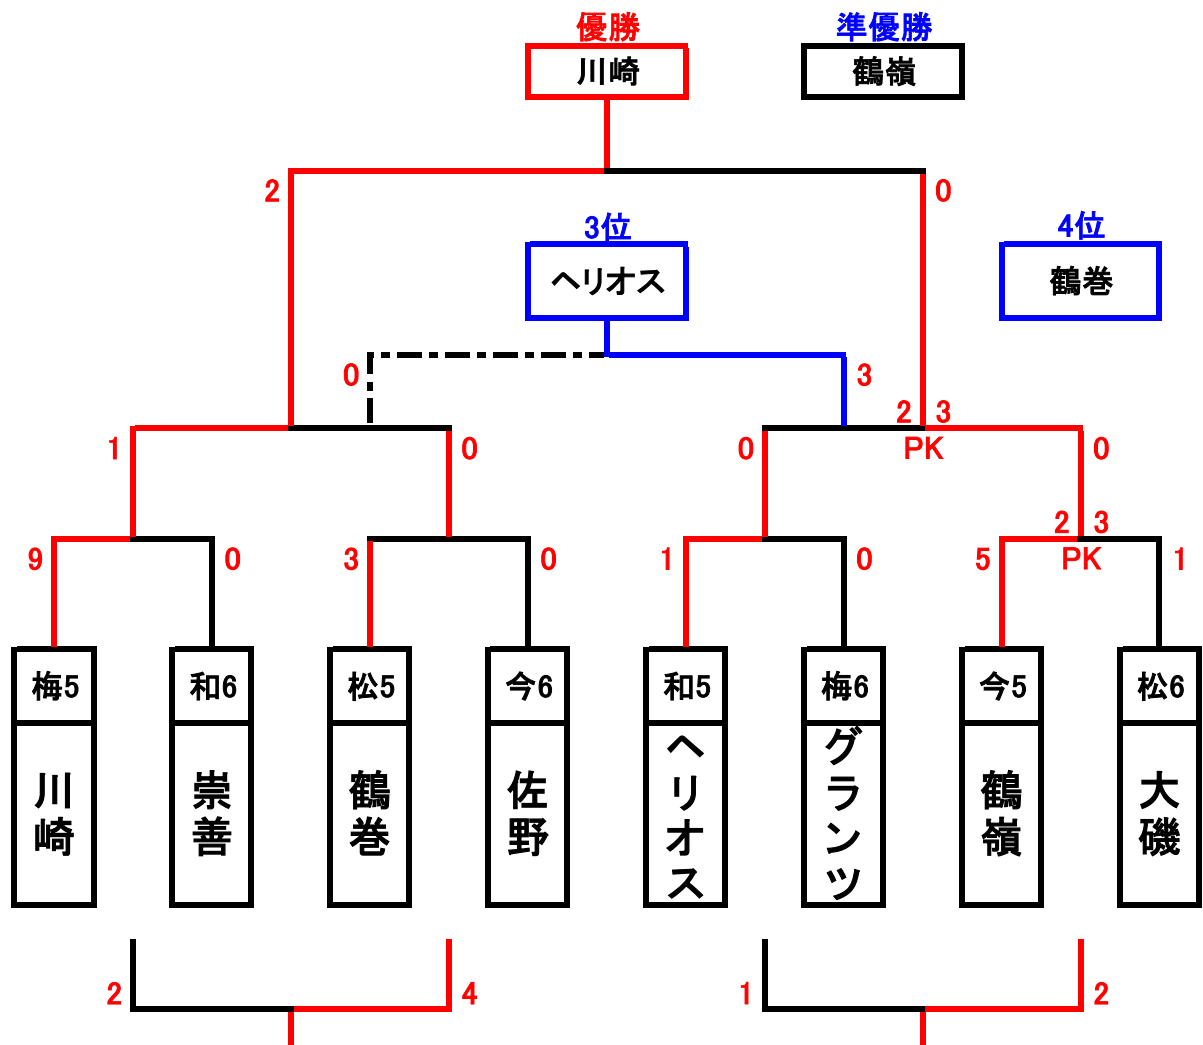 優勝 準優勝
川崎 鶴嶺
2 0
3位 4位
ヘリオス 鶴巻
0 3
2 3
1 0 0 PK 0
2 3
9 0 3 0 1 0 5 PK 1
梅5 和6 松5 今6 和5 梅6 今5 松6
川崎 崇善 鶴巻 佐野 ヘリオス グランツ 鶴嶺 大磯
2 4 1 2